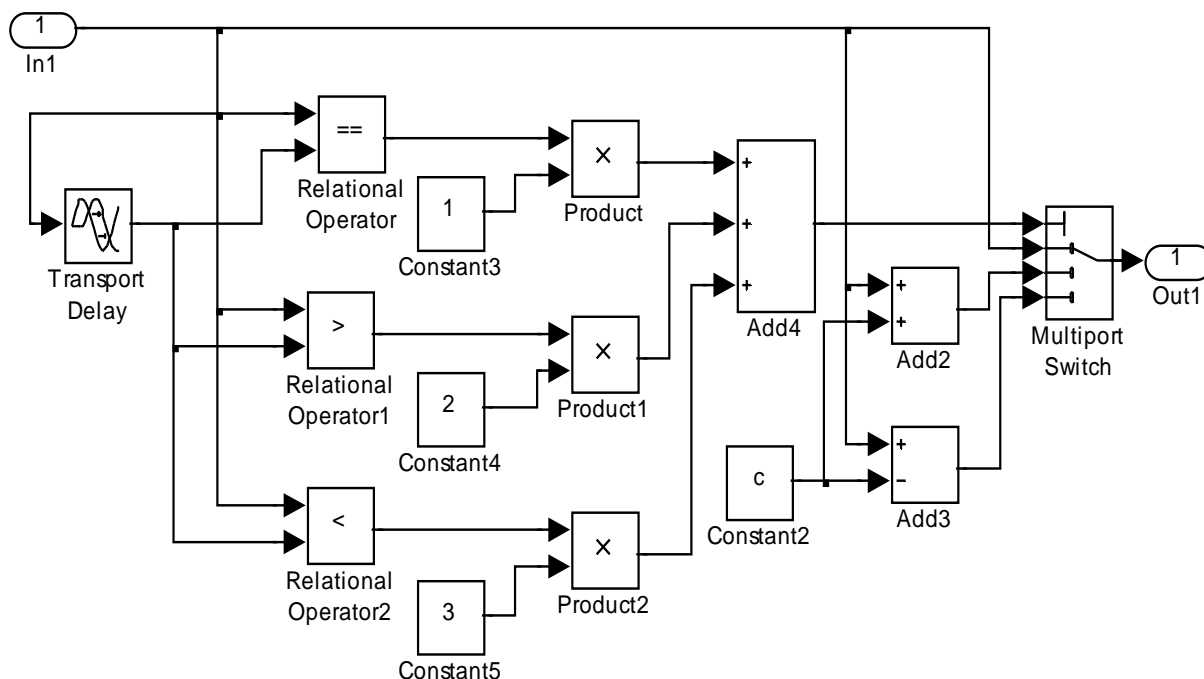 1
In1
==
Relational
Operator
1
Constant3
×
Product
+
+
+
Add4
Transport
Delay
>
Relational
Operator1
2
Constant4
×
Product1
+
+
Add2
Multiport
Switch
1
Out1
<
Relational
Operator2
3
Constant5
×
Product2
c
Constant2
+
−
Add3